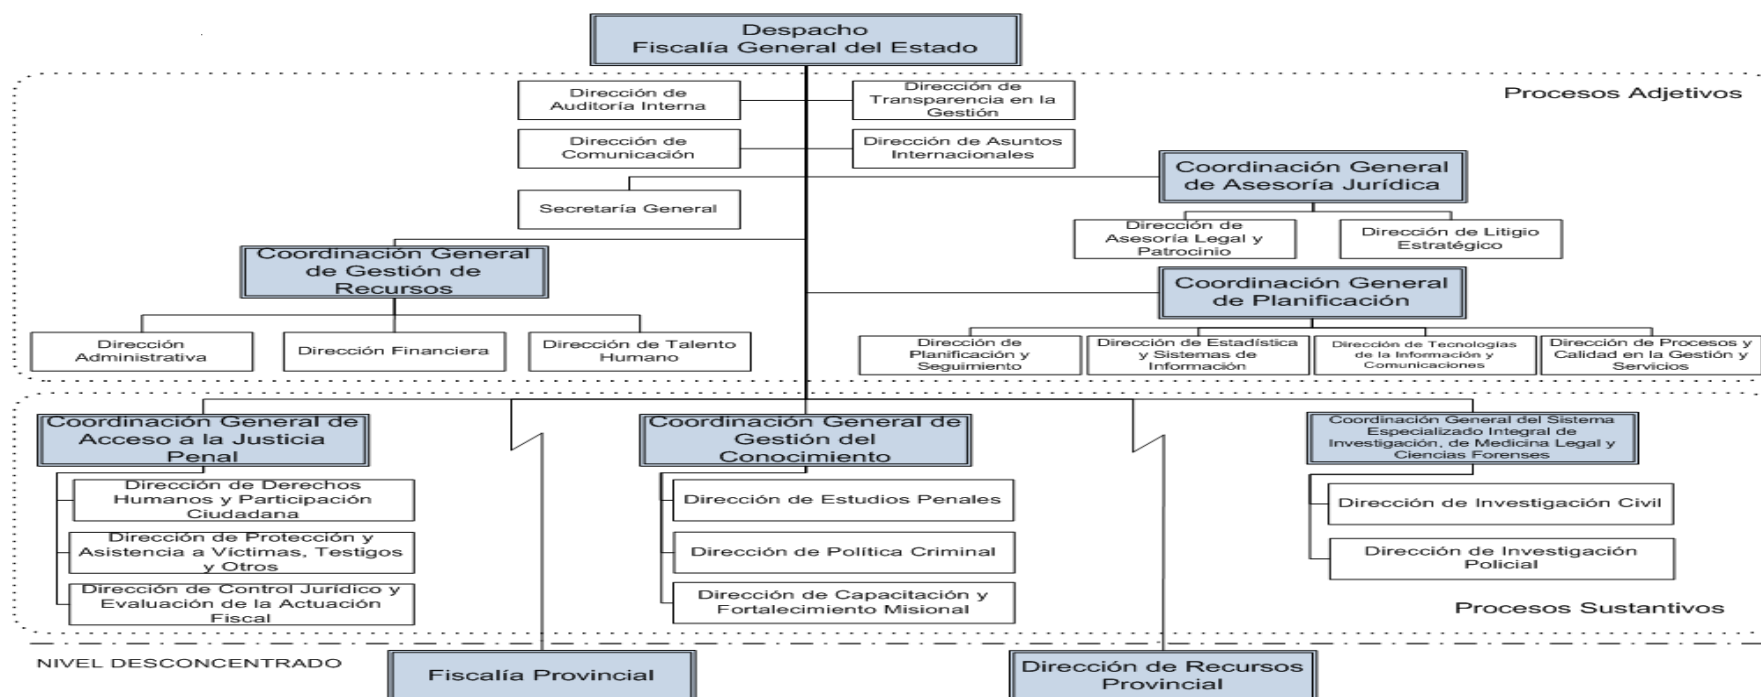 Despacho
Fiscalía General del Estado
Dirección de
Auditoría Interna
Dirección de
Transparencia en la
Gestión
Procesos Adjetivos
Dirección de
Comunicación
Dirección de Asuntos
Internacionales
Coordinación General
de Asesoría Jurídica
Secretaría General
Dirección de
Asesoría Legal y
Patrocinio
Dirección de Litigio
Estratégico
Coordinación General
de Gestión de
Recursos
Coordinación General
de Planificación
Dirección
Administrativa
Dirección Financiera
Dirección de Talento
Humano
Dirección de
Planificación y
Seguimiento
Dirección de Estadística
y Sistemas de
Información
Dirección de Tecnologías
de la Información y
Comunicaciones
Dirección de Procesos y
Calidad en la Gestión y
Servicios
Coordinación General de
Acceso a la Justicia
Penal
Coordinación General de
Gestión del
Conocimiento
Coordinación General del Sistema
Especializado Integral de
Investigación, de Medicina Legal y
Ciencias Forenses
Dirección de Derechos
Humanos y Participación
Ciudadana
Dirección de Estudios Penales
Dirección de Investigación Civil
Dirección de Protección y
Asistencia a Víctimas, Testigos
y Otros
Dirección de Política Criminal
Dirección de Investigación
Policial
Dirección de Control Jurídico y
Evaluación de la Actuación
Fiscal
Dirección de Capacitación y
Fortalecimiento Misional
Procesos Sustantivos
NIVEL DESCONCENTRADO
Fiscalía Provincial
Dirección de Recursos
Provincial